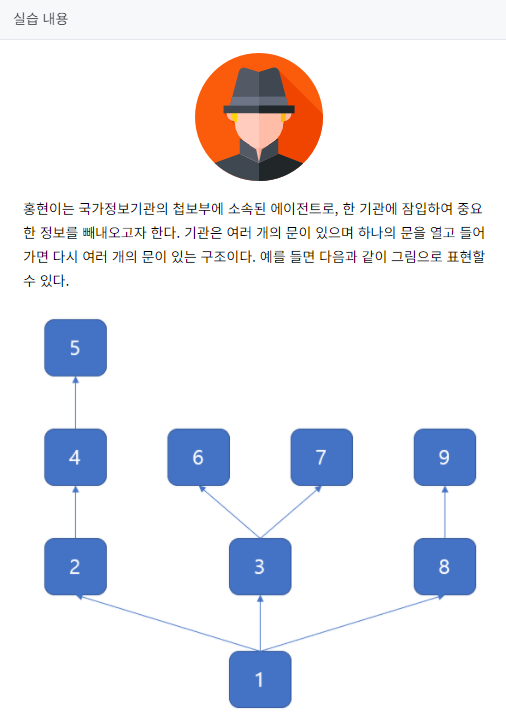 실습 내용
홍현이는 국가정보기관의 첩보부에 소속된 에이전트로, 한 기관에 잠입하여 중요
한 정보를 빼내오고자 한다. 기관은 여러 개의 문이 있으며 하나의 문을 열고 들어
가면 다시 여러 개의 문이 있는 구조이다. 예를 들면 다음과 같이 그림으로 표현할
수 있다.
5
4 6 7 9
2 3 8
1